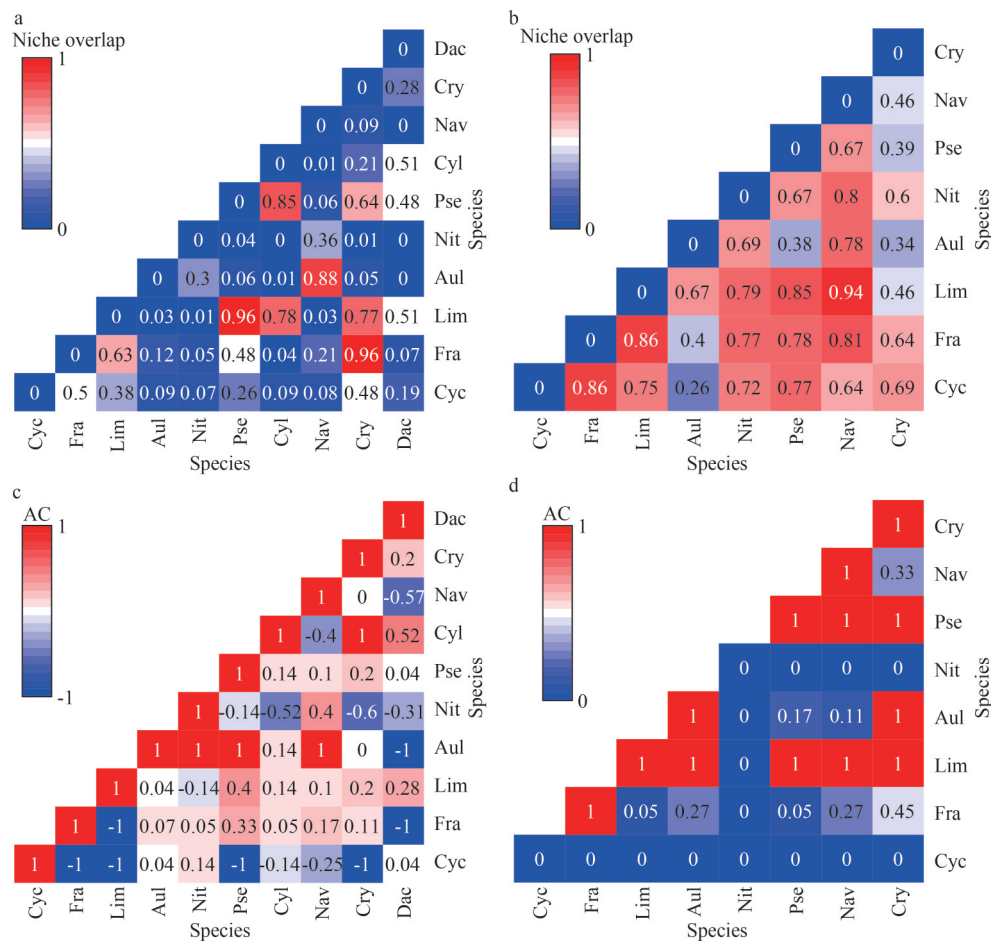 a
Niche overlap
1
0
0 Dac
0 0.28 Cry
0 0.09 0 Nav
0 0.01 0.21 0.51 Cyl
0 0.85 0.06 0.64 0.48 Pse
0 0.04 0 0.36 0.01 0 Nit
0 0.3 0.06 0.01 0.88 0.05 0 Aul
0 0.03 0.01 0.96 0.78 0.03 0.77 0.51 Lim
0 0.63 0.12 0.05 0.48 0.04 0.21 0.96 0.07 Fra
0 0.5 0.38 0.09 0.07 0.26 0.09 0.08 0.48 0.19 Cyc
Cyc Fra Lim Aul Nit Pse Cyl Nav Cry Dac
Species
Species
b
Niche overlap
1
0
0 Cry
0 0.46 Nav
0 0.67 0.39 Pse
0 0.67 0.8 0.6 Nit
0 0.69 0.38 0.78 0.34 Aul
0 0.67 0.79 0.85 0.94 0.46 Lim
0 0.86 0.4 0.77 0.78 0.81 0.64 Fra
0 0.86 0.75 0.26 0.72 0.77 0.64 0.69 Cyc
Cyc Fra Lim Aul Nit Pse Nav Cry
Species
Species
c
AC
1
-1
1 Dac
1 0.2 Cry
1 0 -0.57 Nav
1 -0.4 1 0.52 Cyl
1 0.14 0.1 0.2 0.04 Pse
1 -0.14 -0.52 0.4 -0.6 -0.31 Nit
1 1 1 0.14 1 0 -1 Aul
1 0.04 -0.14 0.4 0.14 0.1 0.2 0.28 Lim
1 -1 0.07 0.05 0.33 0.05 0.17 0.11 -1 Fra
1 -1 -1 0.04 0.14 -1 -0.14 -0.25 -1 0.04 Cyc
Cyc Fra Lim Aul Nit Pse Cyl Nav Cry Dac
Species
Species
d
AC
1
0
1 Cry
1 0.33 Nav
1 1 1 Pse
0 0 0 0 Nit
1 0 0.17 0.11 1 Aul
1 1 0 1 1 1 Lim
1 0.05 0.27 0 0.05 0.27 0.45 Fra
0 0 0 0 0 0 0 0 Cyc
Cyc Fra Lim Aul Nit Pse Nav Cry
Species
Species